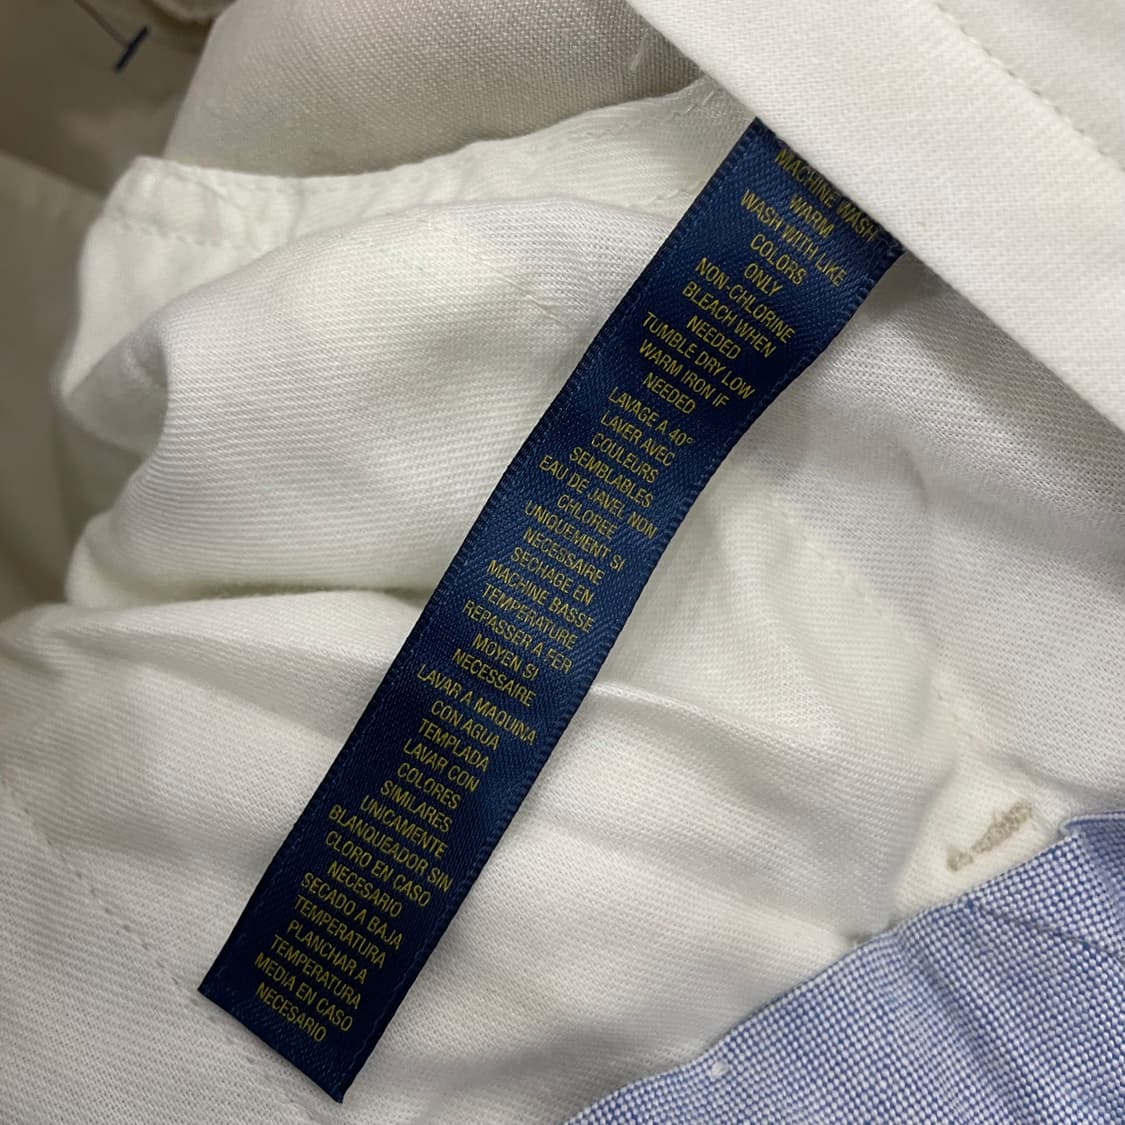 MACHINE WASH
WARM
WASH WITH LIKE
COLORS
ONLY
NON-CHLORINE
BLEACH WHEN
NEEDED
TUMBLE DRY LOW
WARM IRON IF
NEEDED
LAVAGE A 40°
LAVER AVEC
COULEURS
SEMBLABLES
EAU DE JAVEL NON
CHLOREE
UNIQUEMENT SI
NECESSAIRE
SECHAGE EN
MACHINE BASSE
TEMPERATURE
REPASSER A FER
MOYEN SI
NECESSAIRE
LAVAR A MAQUINA
CON AGUA
TEMPLADA
LAVAR CON
COLORES
SIMILARES
UNICAMENTE
BLANQUEADOR SIN
CLORO EN CASO
NECESARIO
SECADO A BAJA
TEMPERATURA
PLANCHAR A
TEMPERATURA
MEDIA EN CASO
NECESARIO